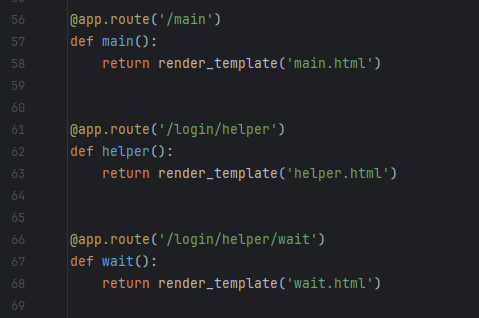 56 @app.route('/main')
57 def main():
58     return render_template('main.html')
59
60
61 @app.route('/login/helper')
62 def helper():
63     return render_template('helper.html')
64
65
66 @app.route('/login/helper/wait')
67 def wait():
68     return render_template('wait.html')
69